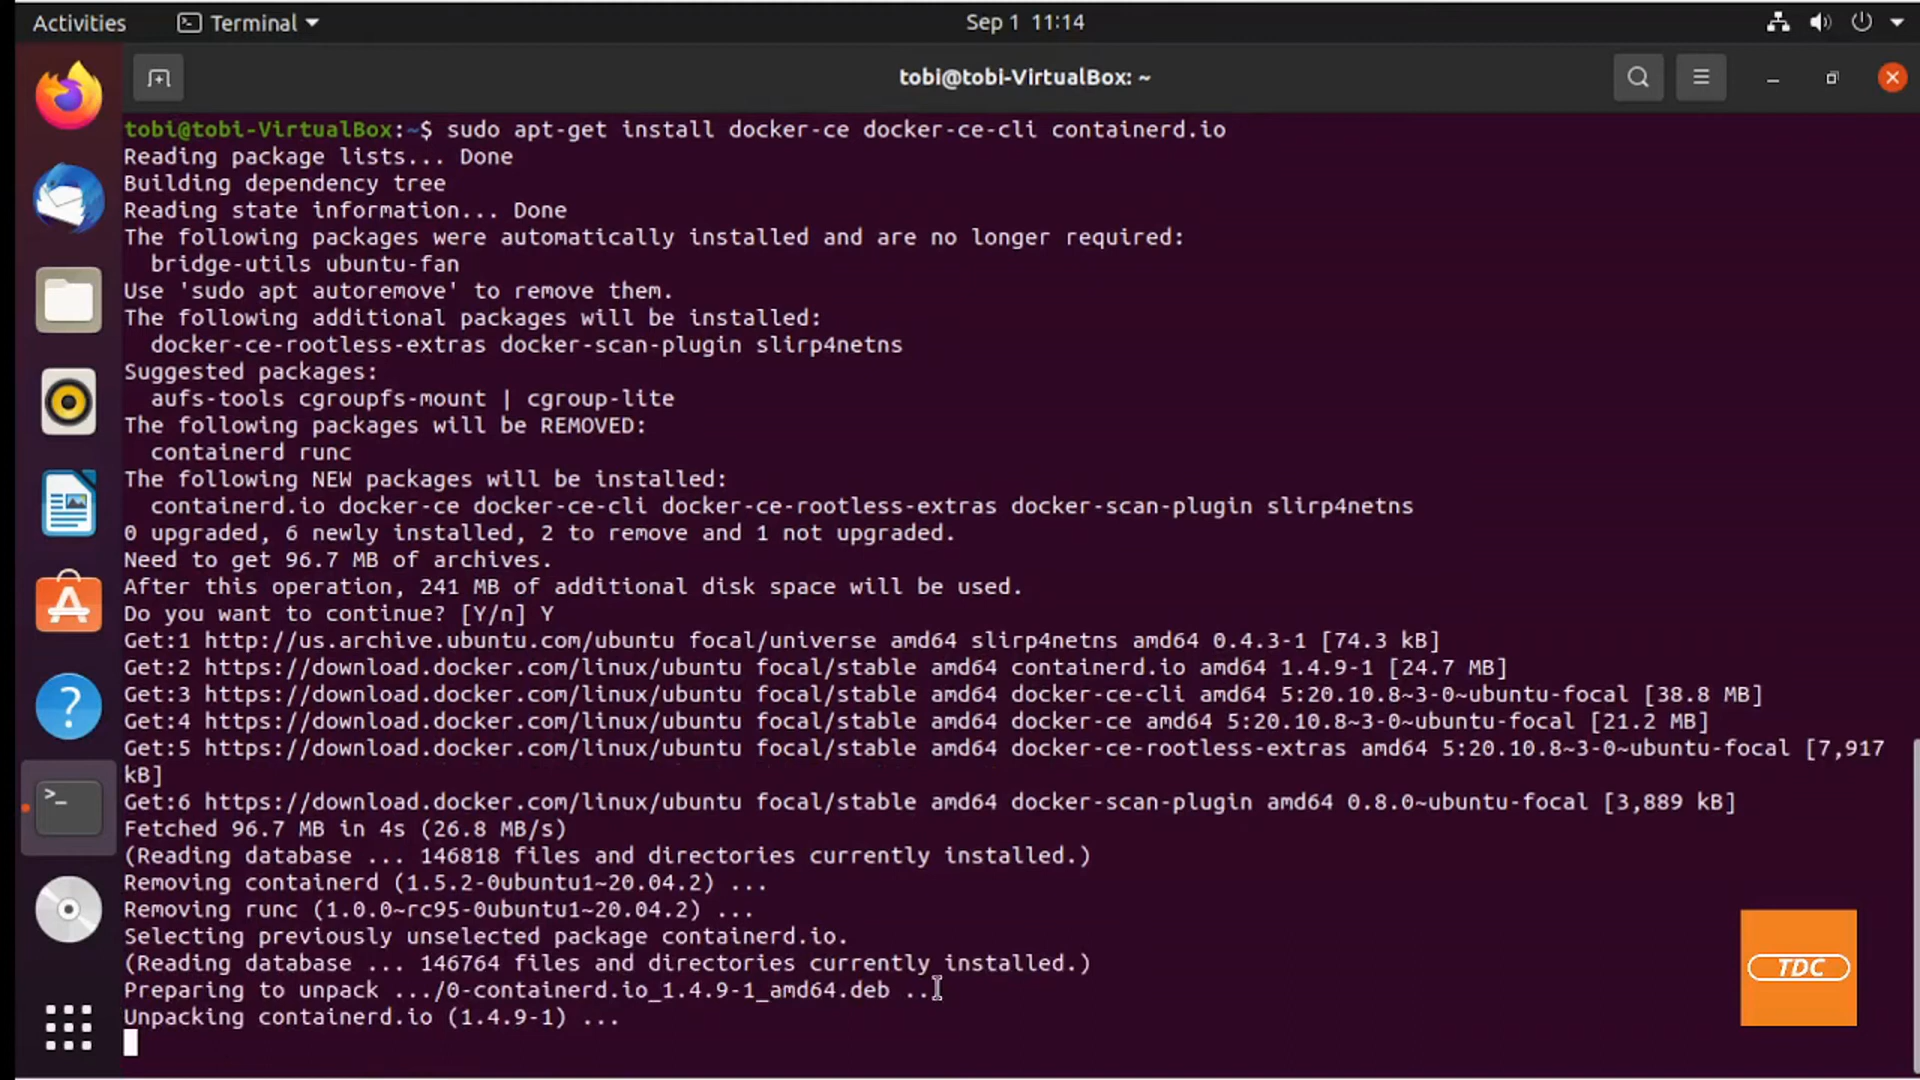 Activities
Terminal
Sep 1 11:14
tobi@tobi-VirtualBox: ~
tobi@tobi-VirtualBox:~$ sudo apt-get install docker-ce docker-ce-cli containerd.io
Reading package lists... Done
Building dependency tree
Reading state information... Done
The following packages were automatically installed and are no longer required:
  bridge-utils ubuntu-fan
Use 'sudo apt autoremove' to remove them.
The following additional packages will be installed:
  docker-ce-rootless-extras docker-scan-plugin slirp4netns
Suggested packages:
  aufs-tools cgroupfs-mount | cgroup-lite
The following packages will be REMOVED:
  containerd runc
The following NEW packages will be installed:
  containerd.io docker-ce docker-ce-cli docker-ce-rootless-extras docker-scan-plugin slirp4netns
0 upgraded, 6 newly installed, 2 to remove and 1 not upgraded.
Need to get 96.7 MB of archives.
After this operation, 241 MB of additional disk space will be used.
Do you want to continue? [Y/n] Y
Get:1 http://us.archive.ubuntu.com/ubuntu focal/universe amd64 slirp4netns amd64 0.4.3-1 [74.3 kB]
Get:2 https://download.docker.com/linux/ubuntu focal/stable amd64 containerd.io amd64 1.4.9-1 [24.7 MB]
Get:3 https://download.docker.com/linux/ubuntu focal/stable amd64 docker-ce-cli amd64 5:20.10.8~3-0~ubuntu-focal [38.8 MB]
Get:4 https://download.docker.com/linux/ubuntu focal/stable amd64 docker-ce amd64 5:20.10.8~3-0~ubuntu-focal [21.2 MB]
Get:5 https://download.docker.com/linux/ubuntu focal/stable amd64 docker-ce-rootless-extras amd64 5:20.10.8~3-0~ubuntu-focal [7,917
kB]
Get:6 https://download.docker.com/linux/ubuntu focal/stable amd64 docker-scan-plugin amd64 0.8.0~ubuntu-focal [3,889 kB]
Fetched 96.7 MB in 4s (26.8 MB/s)
(Reading database ... 146818 files and directories currently installed.)
Removing containerd (1.5.2-0ubuntu1~20.04.2) ...
Removing runc (1.0.0~rc95-0ubuntu1~20.04.2) ...
Selecting previously unselected package containerd.io.
(Reading database ... 146764 files and directories currently installed.)
Preparing to unpack .../0-containerd.io_1.4.9-1_amd64.deb ...
Unpacking containerd.io (1.4.9-1) ...
TDC